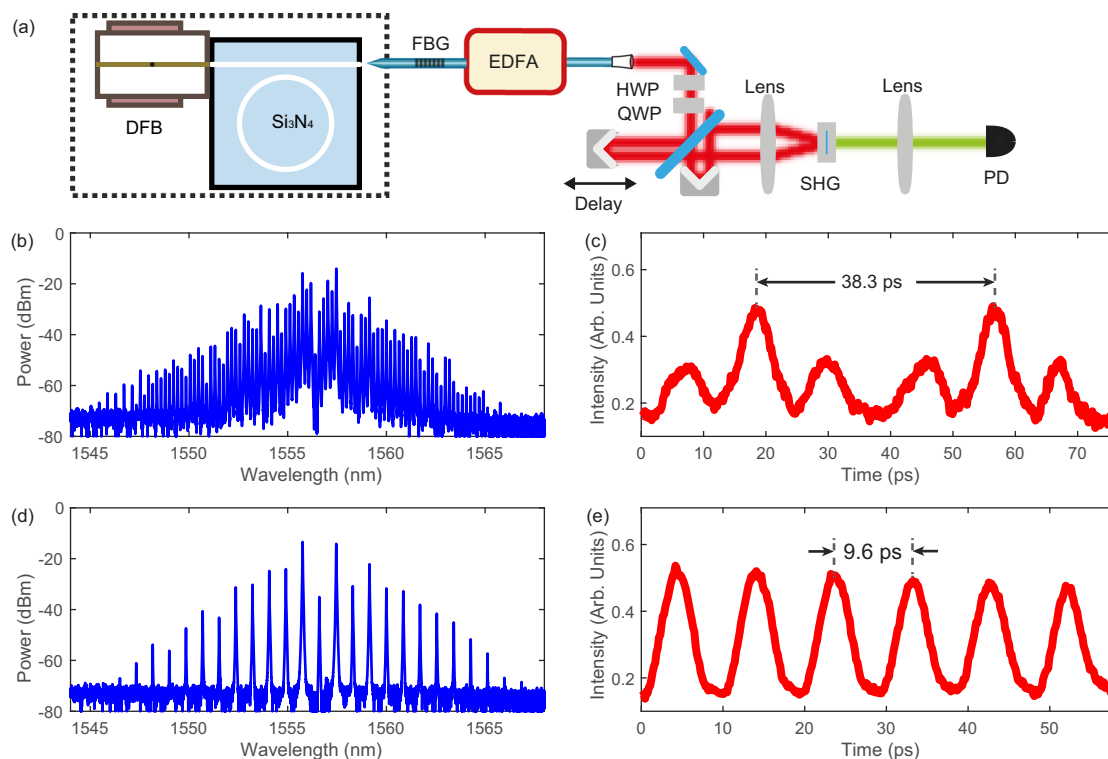 (a)
FBG
EDFA
HWP
QWP
Lens
Lens
DFB
Si₃N₄
SHG
PD
Delay
(b)
0
-20
-40
-60
-80
Power (dBm)
1545 1550 1555 1560 1565
Wavelength (nm)
(c)
0.6
0.4
0.2
Intensity (Arb. Units)
38.3 ps
0 10 20 30 40 50 60 70
Time (ps)
(d)
0
-20
-40
-60
-80
Power (dBm)
1545 1550 1555 1560 1565
Wavelength (nm)
(e)
0.6
0.4
0.2
Intensity (Arb. Units)
9.6 ps
0 10 20 30 40 50
Time (ps)